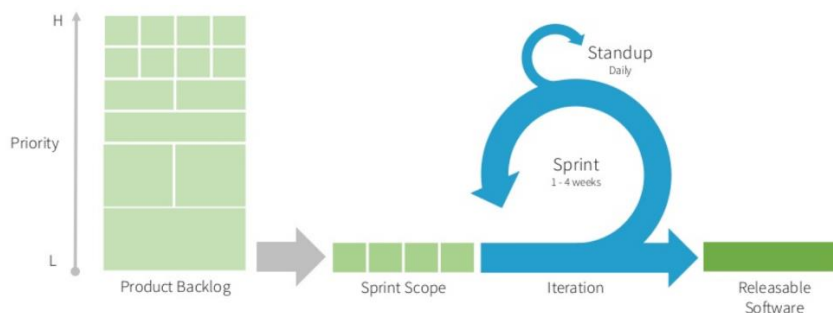 H
Priority
L
Product Backlog
Sprint Scope
Standup
Daily
Sprint
1 - 4 weeks
Iteration
Releasable
Software